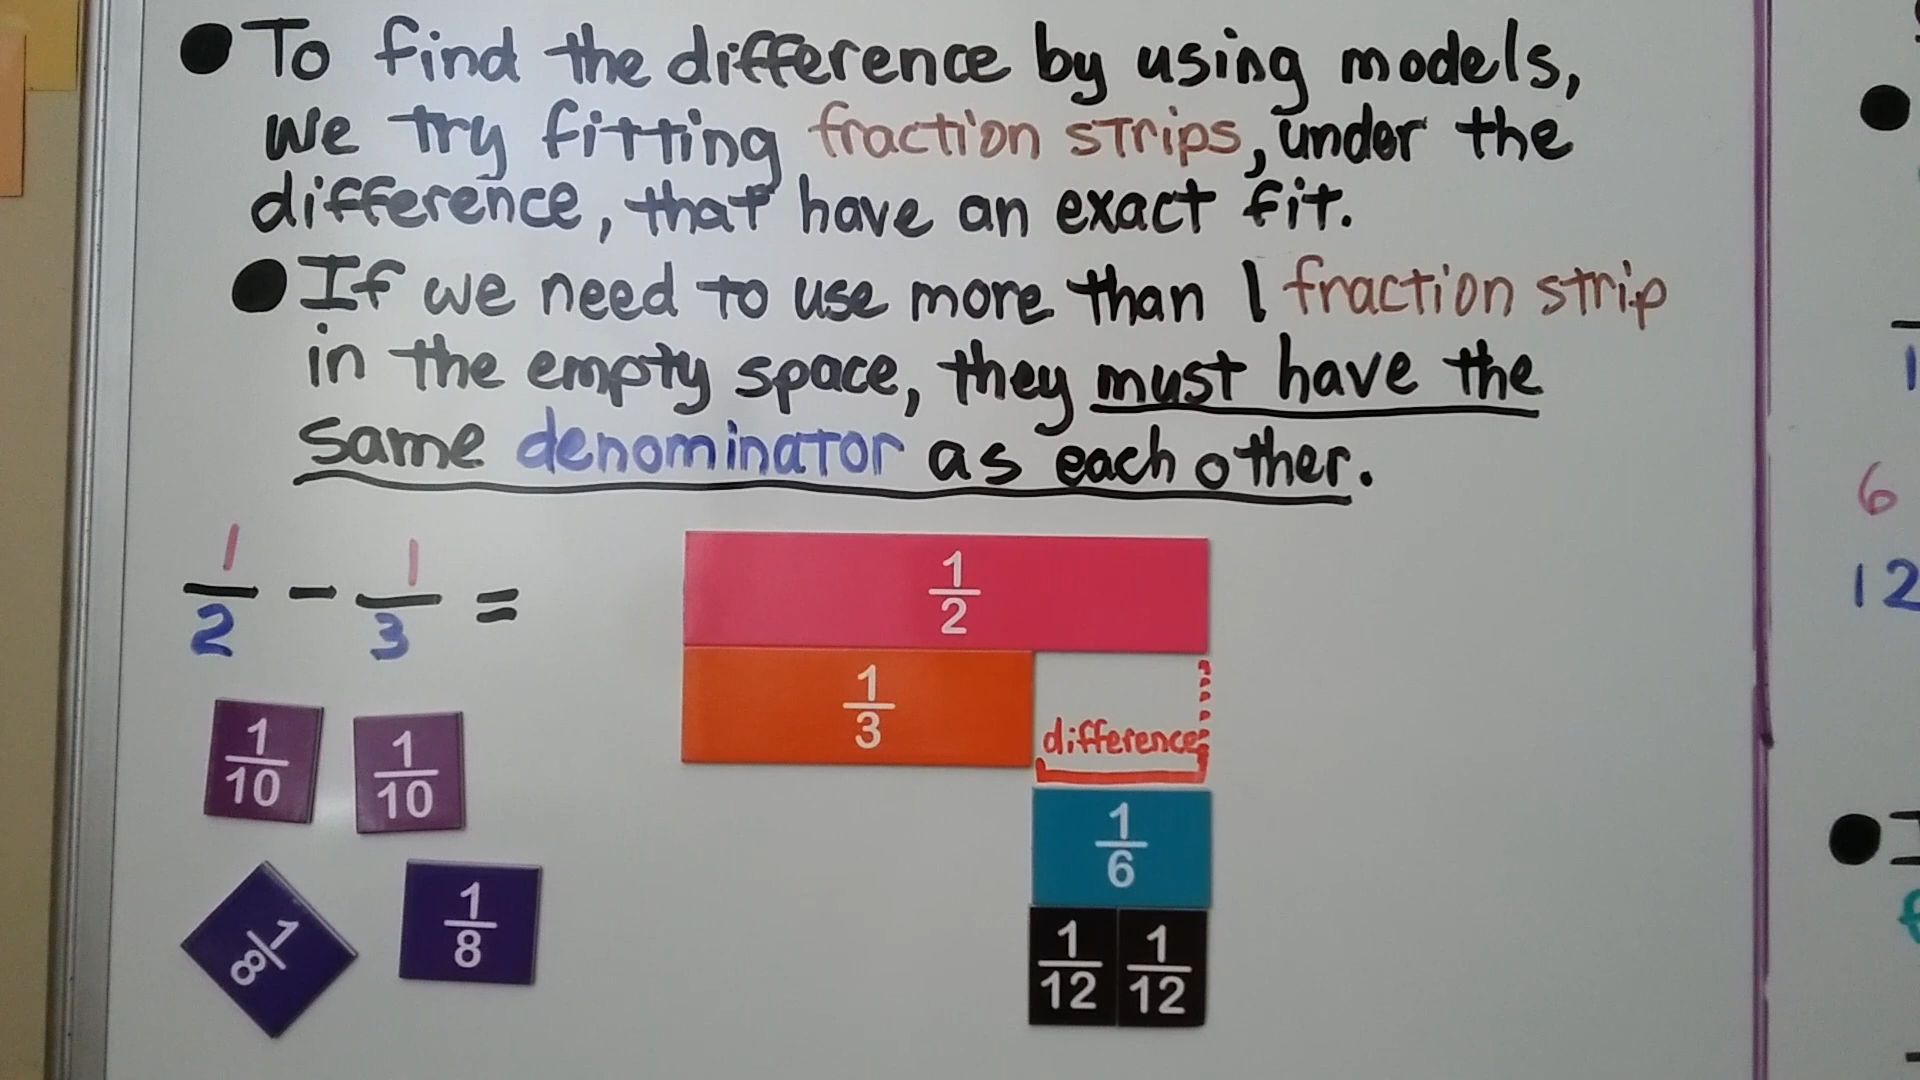 ● To find the difference by using models,
we try fitting fraction strips, under the
difference, that have an exact fit.
● If we need to use more than 1 fraction strip
in the empty space, they must have the
same denominator as each other.
1/2 - 1/3 =
1/2
1/3
difference
1/10 1/10
1/8 1/8
1/6
1/12 1/12
6
12